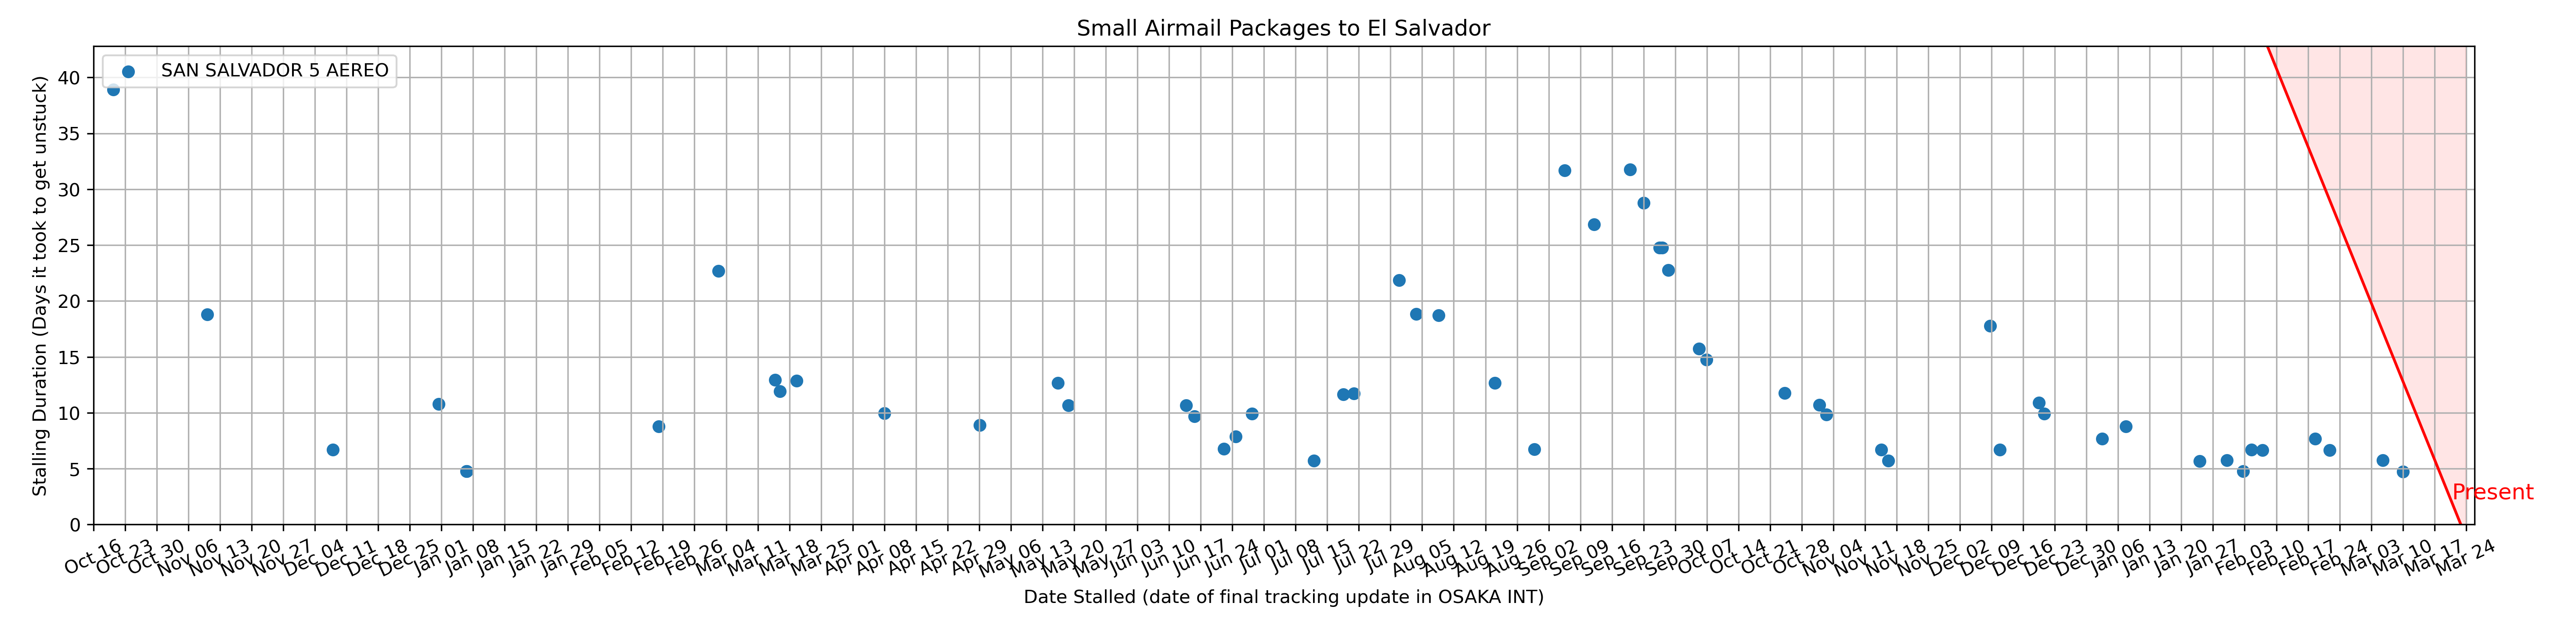 Small Airmail Packages to El Salvador
SAN SALVADOR 5 AEREO
Stalling Duration (Days it took to get unstuck)
40
35
30
25
20
15
10
5
0
Present
Oct 16 Oct 23 Oct 30 Nov 06 Nov 13 Nov 20 Nov 27 Dec 04 Dec 11 Dec 18 Dec 25 Jan 01 Jan 08 Jan 15 Jan 22 Jan 29 Feb 05 Feb 12 Feb 19 Feb 26 Mar 04 Mar 11 Mar 18 Mar 25 Apr 01 Apr 08 Apr 15 Apr 22 Apr 29 May 06 May 13 May 20 May 27 Jun 03 Jun 10 Jun 17 Jun 24 Jul 01 Jul 08 Jul 15 Jul 22 Jul 29 Aug 05 Aug 12 Aug 19 Aug 26 Sep 02 Sep 09 Sep 16 Sep 23 Sep 30 Oct 07 Oct 14 Oct 21 Oct 28 Nov 04 Nov 11 Nov 18 Nov 25 Dec 02 Dec 09 Dec 16 Dec 23 Dec 30 Jan 06 Jan 13 Jan 20 Jan 27 Feb 03 Feb 10 Feb 17 Feb 24 Mar 03 Mar 10 Mar 17 Mar 24
Date Stalled (date of final tracking update in OSAKA INT)